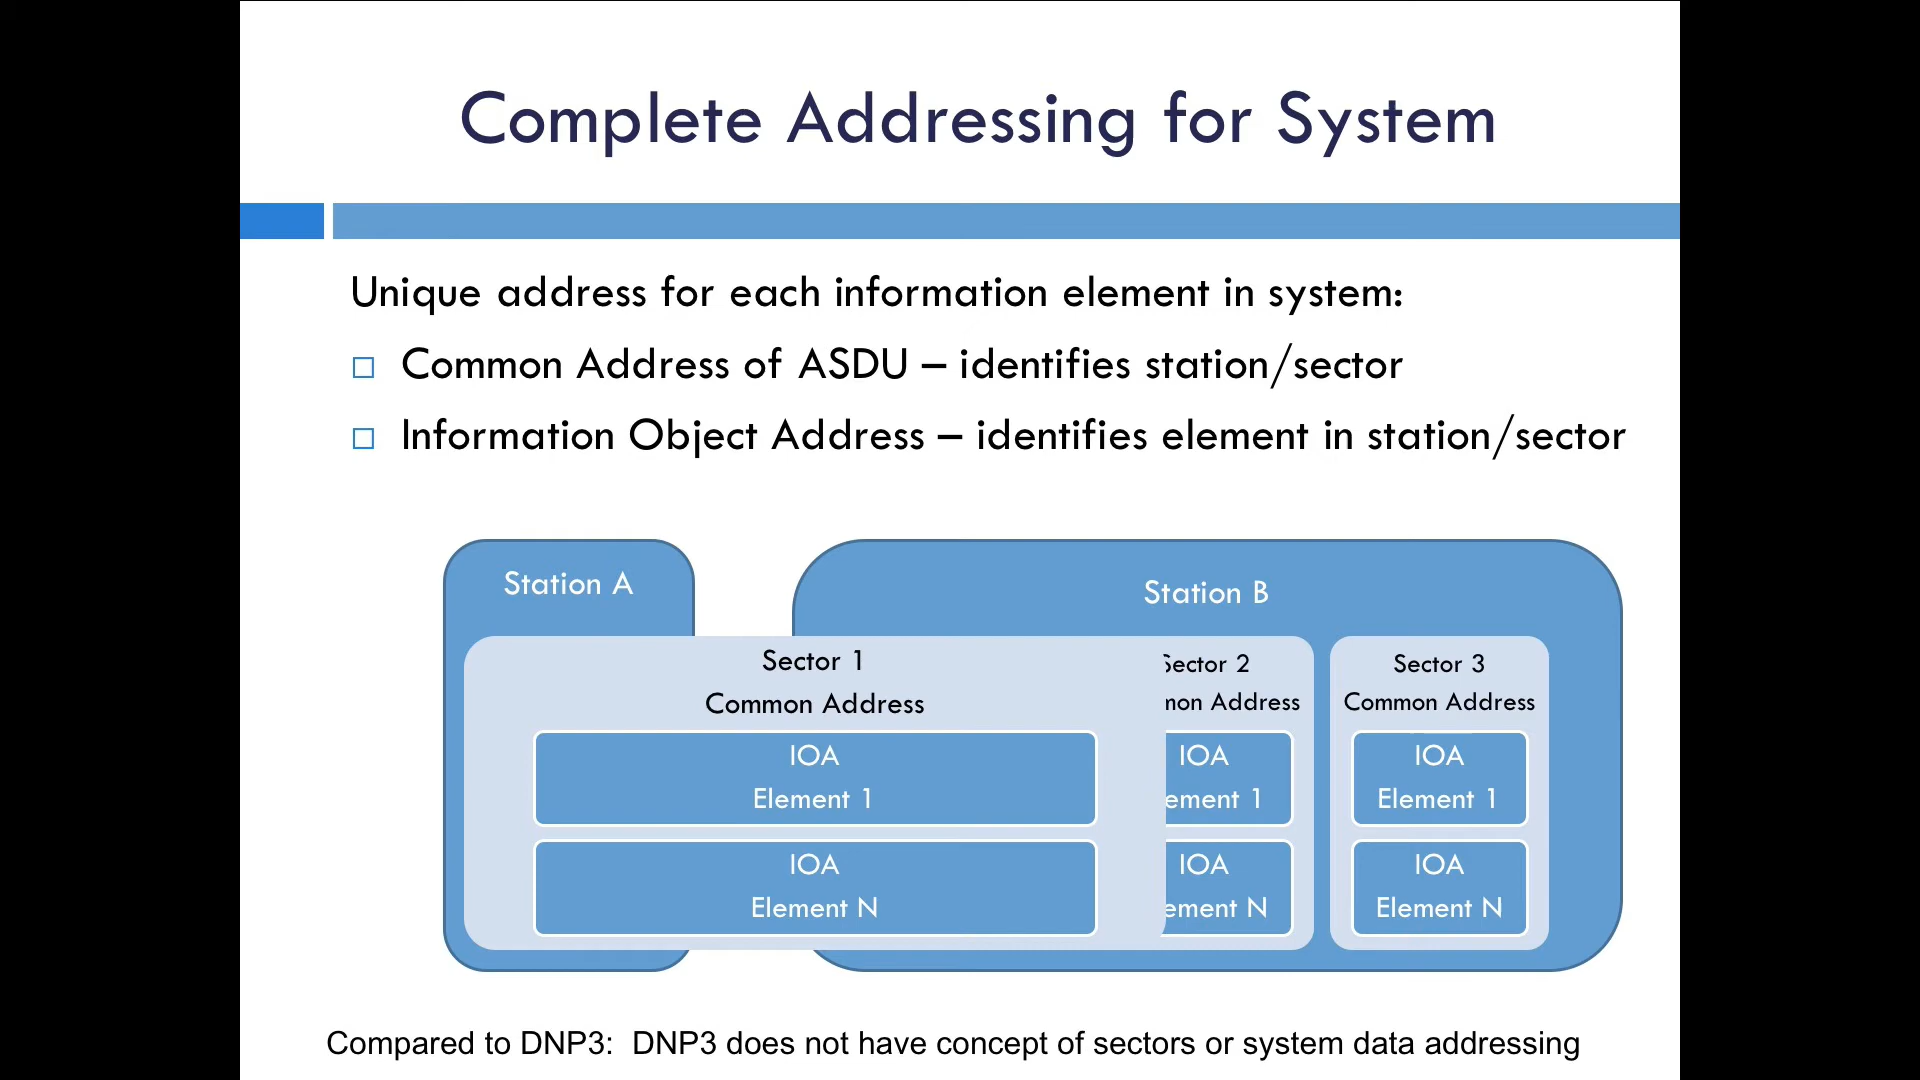 Complete Addressing for System
Unique address for each information element in system:
Common Address of ASDU – identifies station/sector
Information Object Address – identifies element in station/sector
Station A
Station B
Sector 1
Common Address
IOA
Element 1
IOA
Element N
Sector 2
mon Address
IOA
ement 1
IOA
ement N
Sector 3
Common Address
IOA
Element 1
IOA
Element N
Compared to DNP3: DNP3 does not have concept of sectors or system data addressing